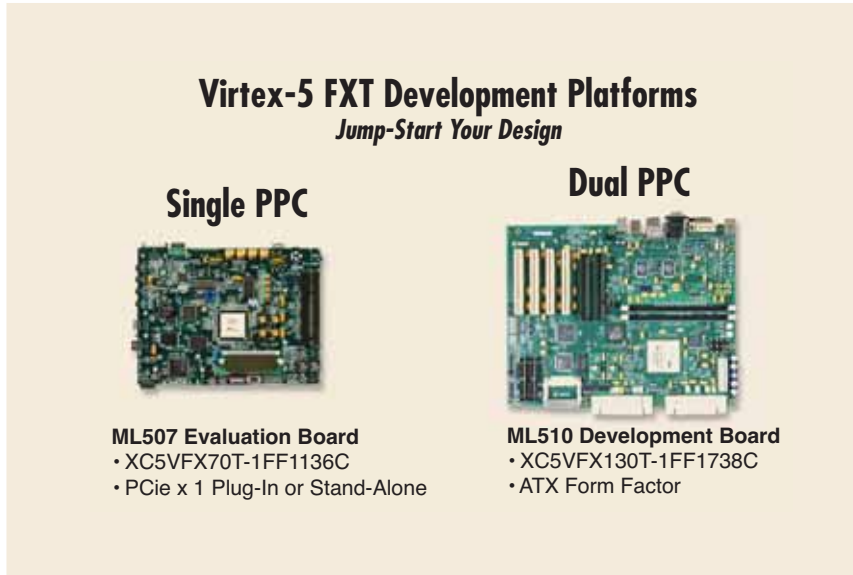 Virtex-5 FXT Development Platforms
Jump-Start Your Design
Single PPC
Dual PPC
ML507 Evaluation Board
• XC5VFX70T-1FF1136C
• PCie x 1 Plug-In or Stand-Alone
ML510 Development Board
• XC5VFX130T-1FF1738C
• ATX Form Factor